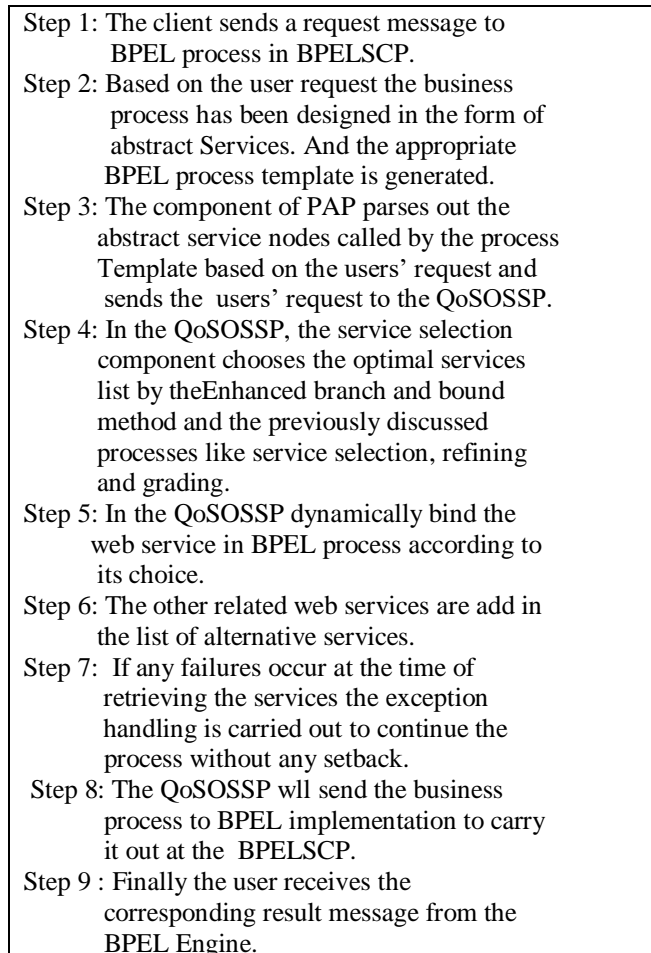 Step 1: The client sends a request message to
BPEL process in BPELSCP.
Step 2: Based on the user request the business
process has been designed in the form of
abstract Services. And the appropriate
BPEL process template is generated.
Step 3: The component of PAP parses out the
abstract service nodes called by the process
Template based on the users’ request and
sends the users’ request to the QoSOSSP.
Step 4: In the QoSOSSP, the service selection
component chooses the optimal services
list by theEnhanced branch and bound
method and the previously discussed
processes like service selection, refining
and grading.
Step 5: In the QoSOSSP dynamically bind the
web service in BPEL process according to
its choice.
Step 6: The other related web services are add in
the list of alternative services.
Step 7: If any failures occur at the time of
retrieving the services the exception
handling is carried out to continue the
process without any setback.
Step 8: The QoSOSSP wll send the business
process to BPEL implementation to carry
it out at the BPELSCP.
Step 9 : Finally the user receives the
corresponding result message from the
BPEL Engine.